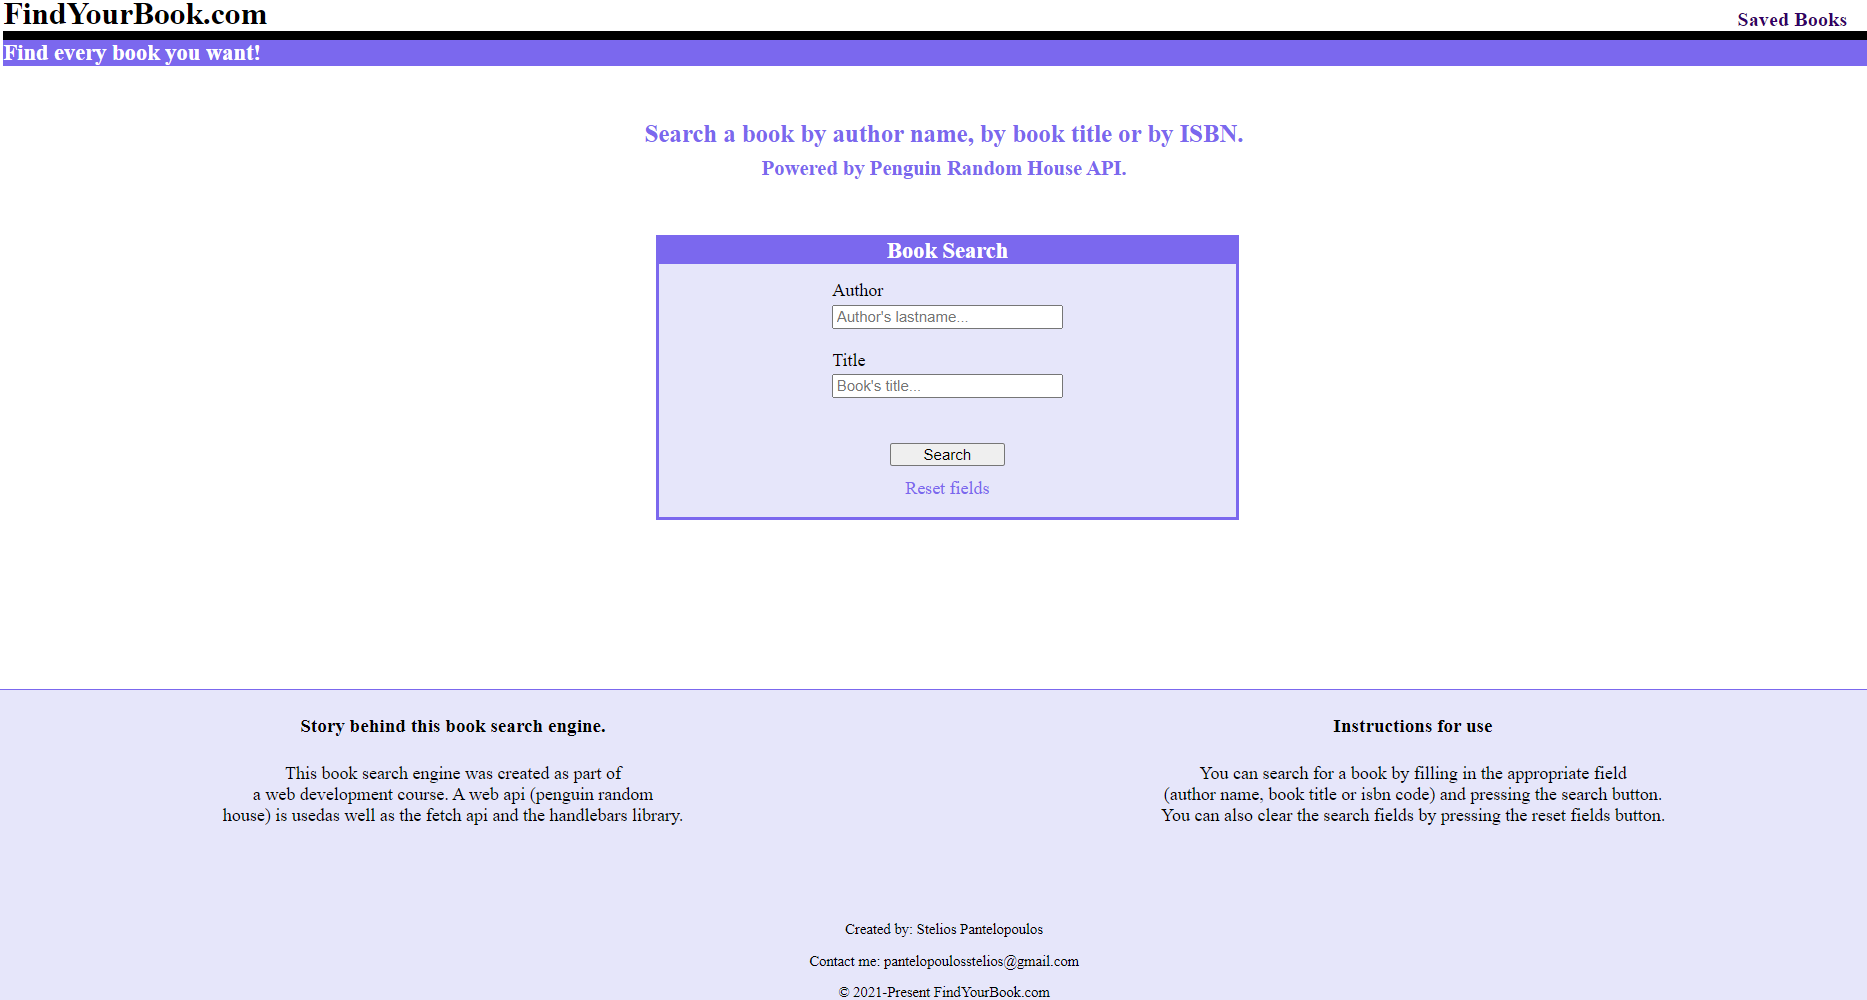 FindYourBook.com
Saved Books
Find every book you want!
Search a book by author name, by book title or by ISBN.
Powered by Penguin Random House API.
Book Search
Author
Author's lastname...
Title
Book's title...
Search
Reset fields
Story behind this book search engine.
This book search engine was created as part of
a web development course. A web api (penguin random
house) is usedas well as the fetch api and the handlebars library.
Instructions for use
You can search for a book by filling in the appropriate field
(author name, book title or isbn code) and pressing the search button.
You can also clear the search fields by pressing the reset fields button.
Created by: Stelios Pantelopoulos
Contact me: pantelopoulosstelios@gmail.com
© 2021-Present FindYourBook.com